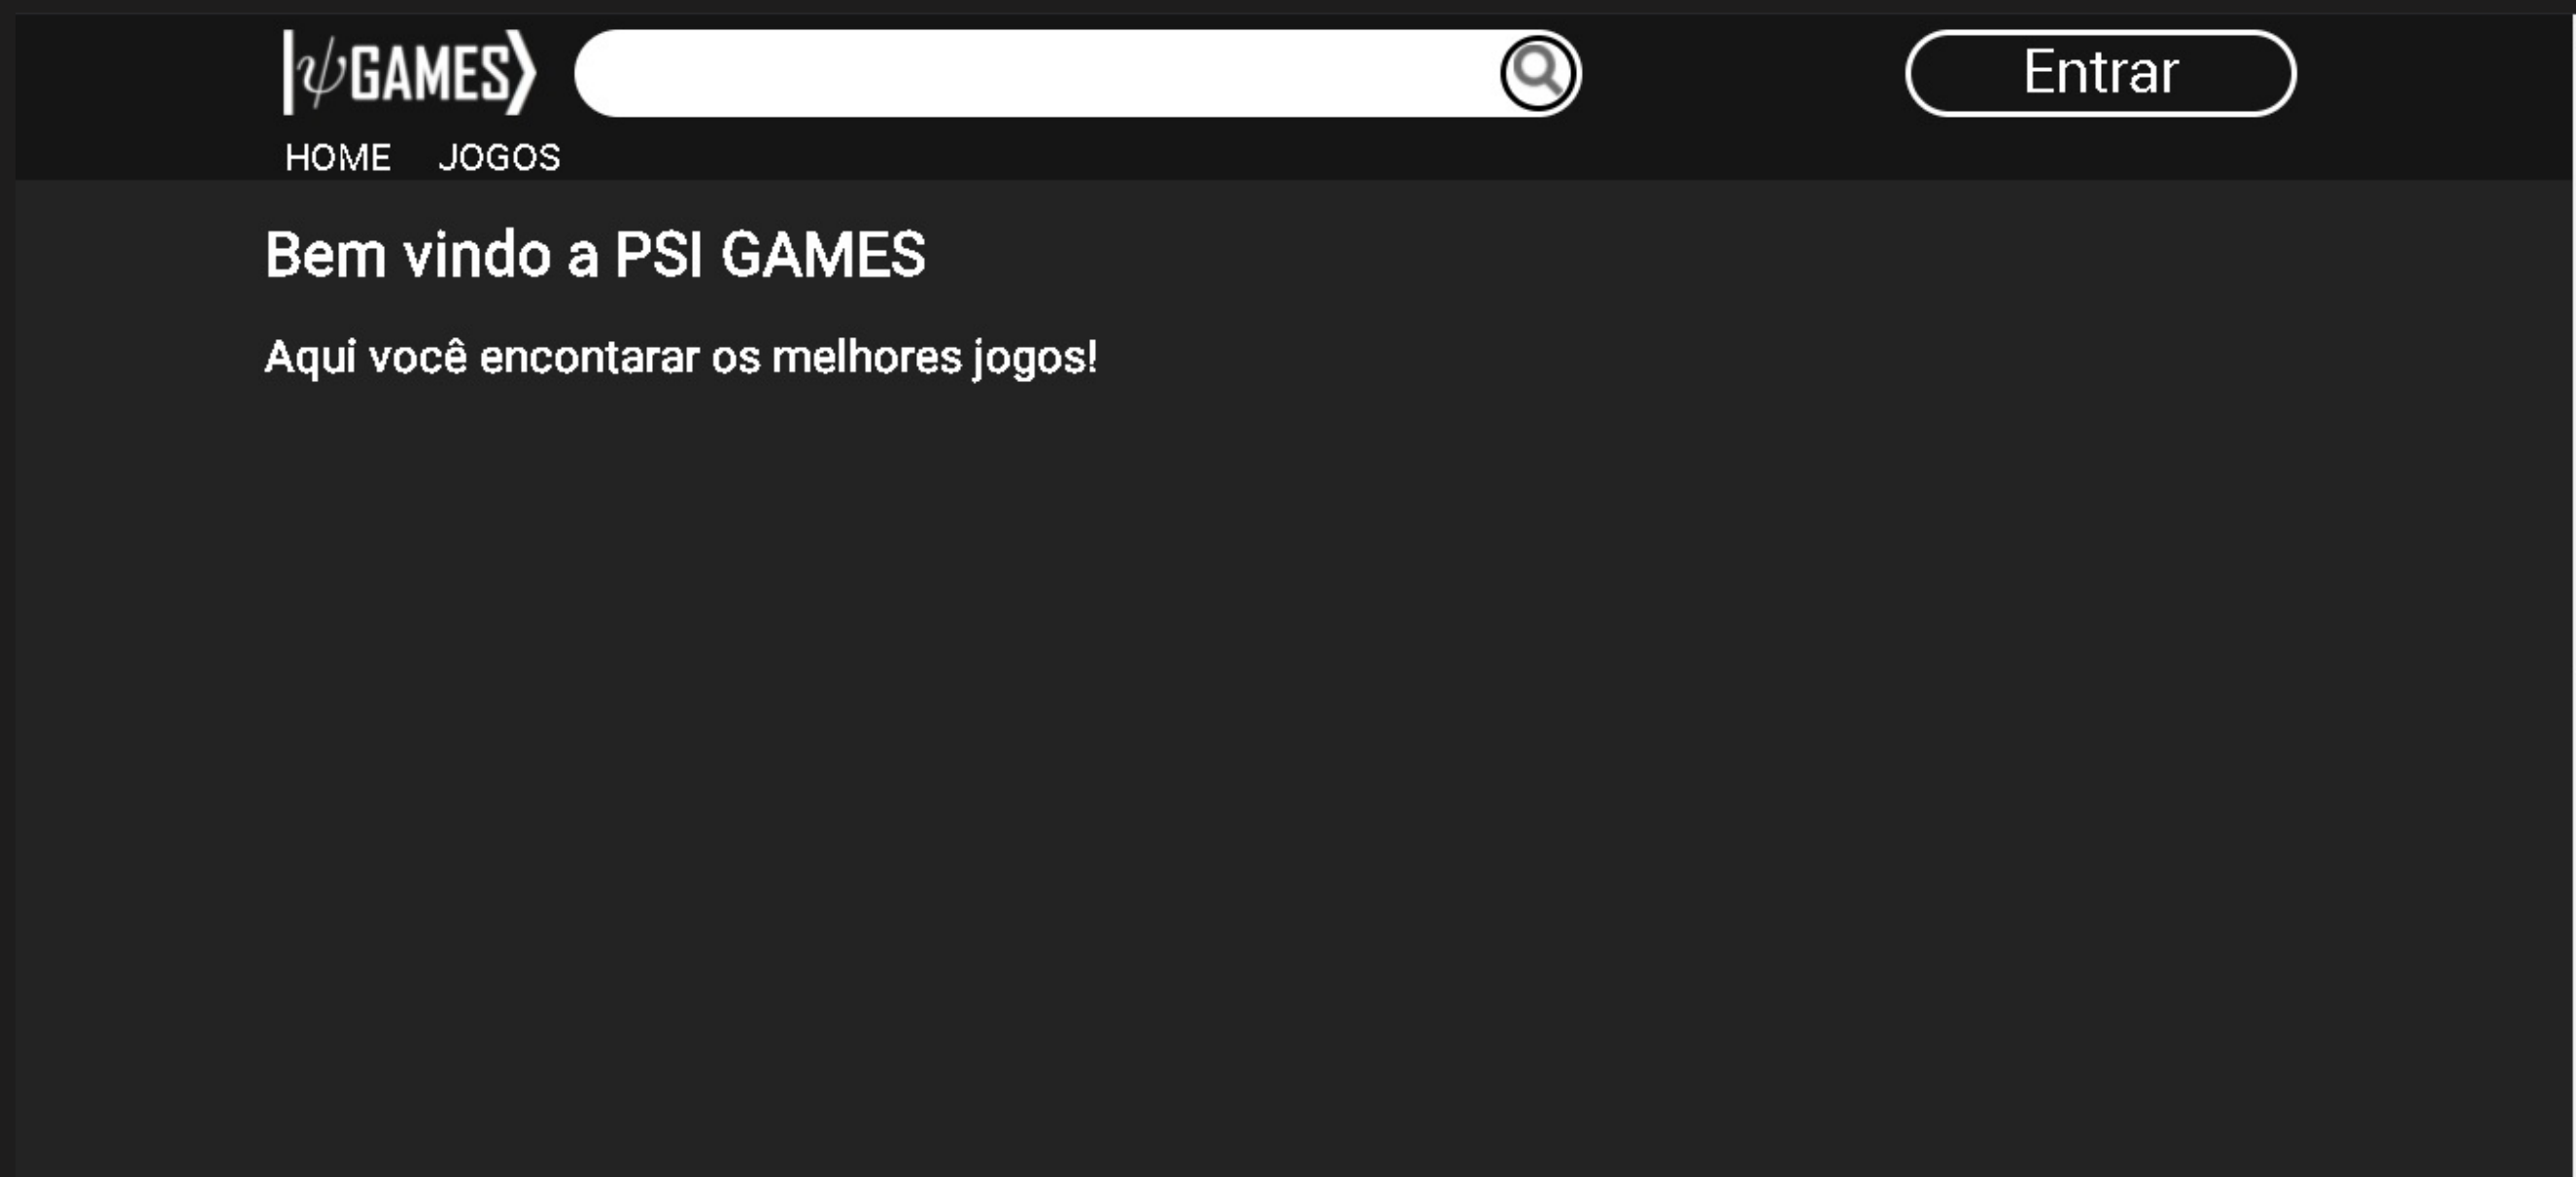 |ψGAMES⟩
Entrar
HOME JOGOS
Bem vindo a PSI GAMES
Aqui você encontarar os melhores jogos!